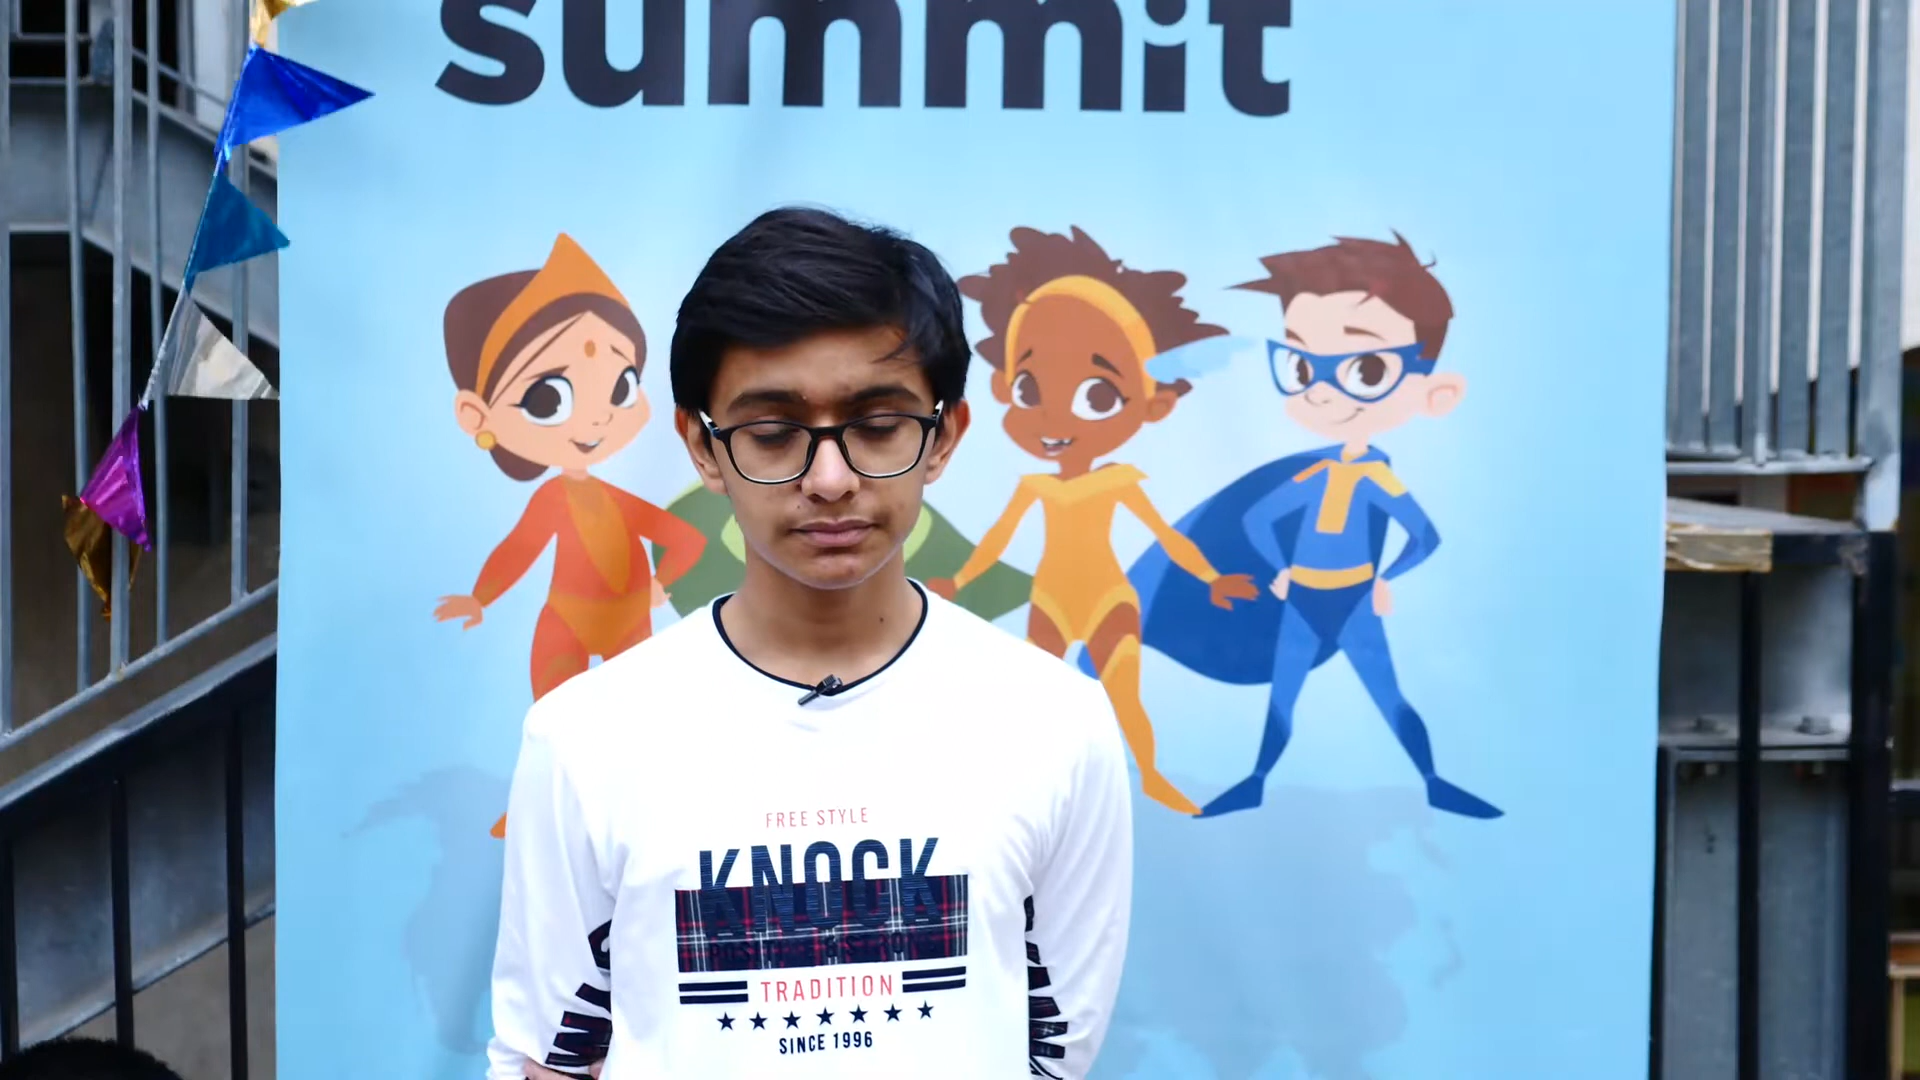 summit
FREE STYLE
KNOCK
TRADITION
SINCE 1996